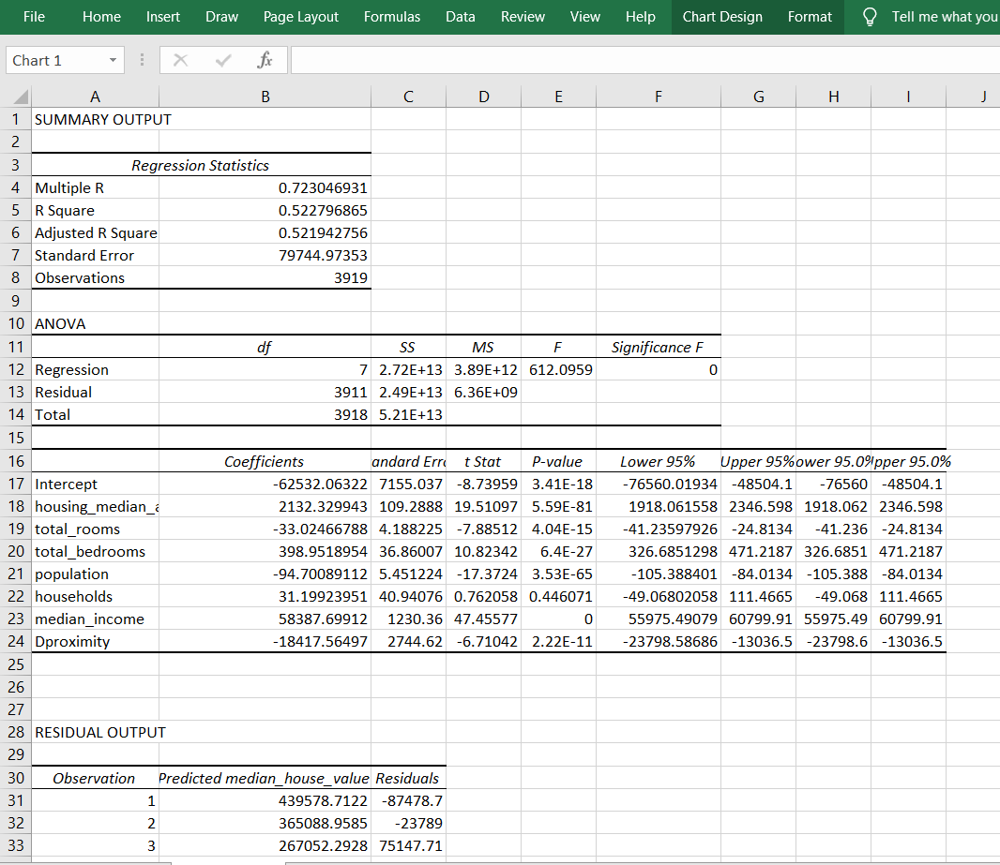 File Home Insert Draw Page Layout Formulas Data Review View Help Chart Design Format Tell me what you
Chart 1 fx
A B C D E F G H I J
1 SUMMARY OUTPUT
2
3 Regression Statistics
4 Multiple R 0.723046931
5 R Square 0.522796865
6 Adjusted R Square 0.521942756
7 Standard Error 79744.97353
8 Observations 3919
9
10 ANOVA
11 df SS MS F Significance F
12 Regression 7 2.72E+13 3.89E+12 612.0959 0
13 Residual 3911 2.49E+13 6.36E+09
14 Total 3918 5.21E+13
15
16 Coefficients andard Erro t Stat P-value Lower 95% Upper 95% ower 95.0% Upper 95.0%
17 Intercept -62532.06322 7155.037 -8.73959 3.41E-18 -76560.01934 -48504.1 -76560 -48504.1
18 housing_median_a 2132.329943 109.2888 19.51097 5.59E-81 1918.061558 2346.598 1918.062 2346.598
19 total_rooms -33.02466788 4.188225 -7.88512 4.04E-15 -41.23597926 -24.8134 -41.236 -24.8134
20 total_bedrooms 398.9518954 36.86007 10.82342 6.4E-27 326.6851298 471.2187 326.6851 471.2187
21 population -94.70089112 5.451224 -17.3724 3.53E-65 -105.388401 -84.0134 -105.388 -84.0134
22 households 31.19923951 40.94076 0.762058 0.446071 -49.06802058 111.4665 -49.068 111.4665
23 median_income 58387.69912 1230.36 47.45577 0 55975.49079 60799.91 55975.49 60799.91
24 Dproximity -18417.56497 2744.62 -6.71042 2.22E-11 -23798.58686 -13036.5 -23798.6 -13036.5
25
26
27
28 RESIDUAL OUTPUT
29
30 Observation Predicted median_house_value Residuals
31 1 439578.7122 -87478.7
32 2 365088.9585 -23789
33 3 267052.2928 75147.71